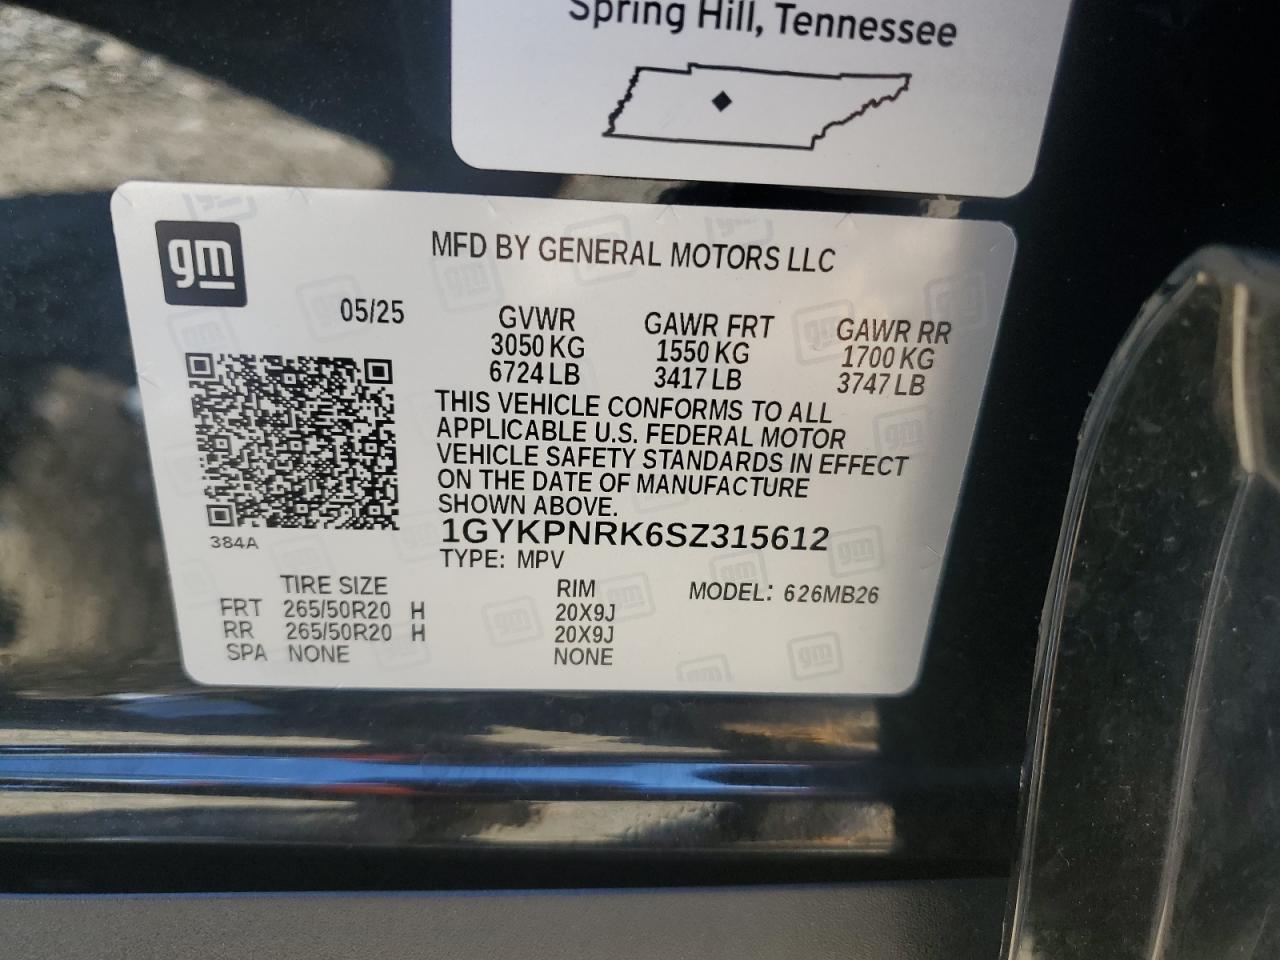 Spring Hill, Tennessee
gm
MFD BY GENERAL MOTORS LLC
05/25
GVWR GAWR FRT GAWR RR
3050 KG 1550 KG 1700 KG
6724 LB 3417 LB 3747 LB
THIS VEHICLE CONFORMS TO ALL
APPLICABLE U.S. FEDERAL MOTOR
VEHICLE SAFETY STANDARDS IN EFFECT
ON THE DATE OF MANUFACTURE
SHOWN ABOVE.
384A
1GYKPNRK6SZ315612
TYPE: MPV
TIRE SIZE RIM MODEL: 626MB26
FRT 265/50R20 H 20X9J
RR 265/50R20 H 20X9J
SPA NONE NONE